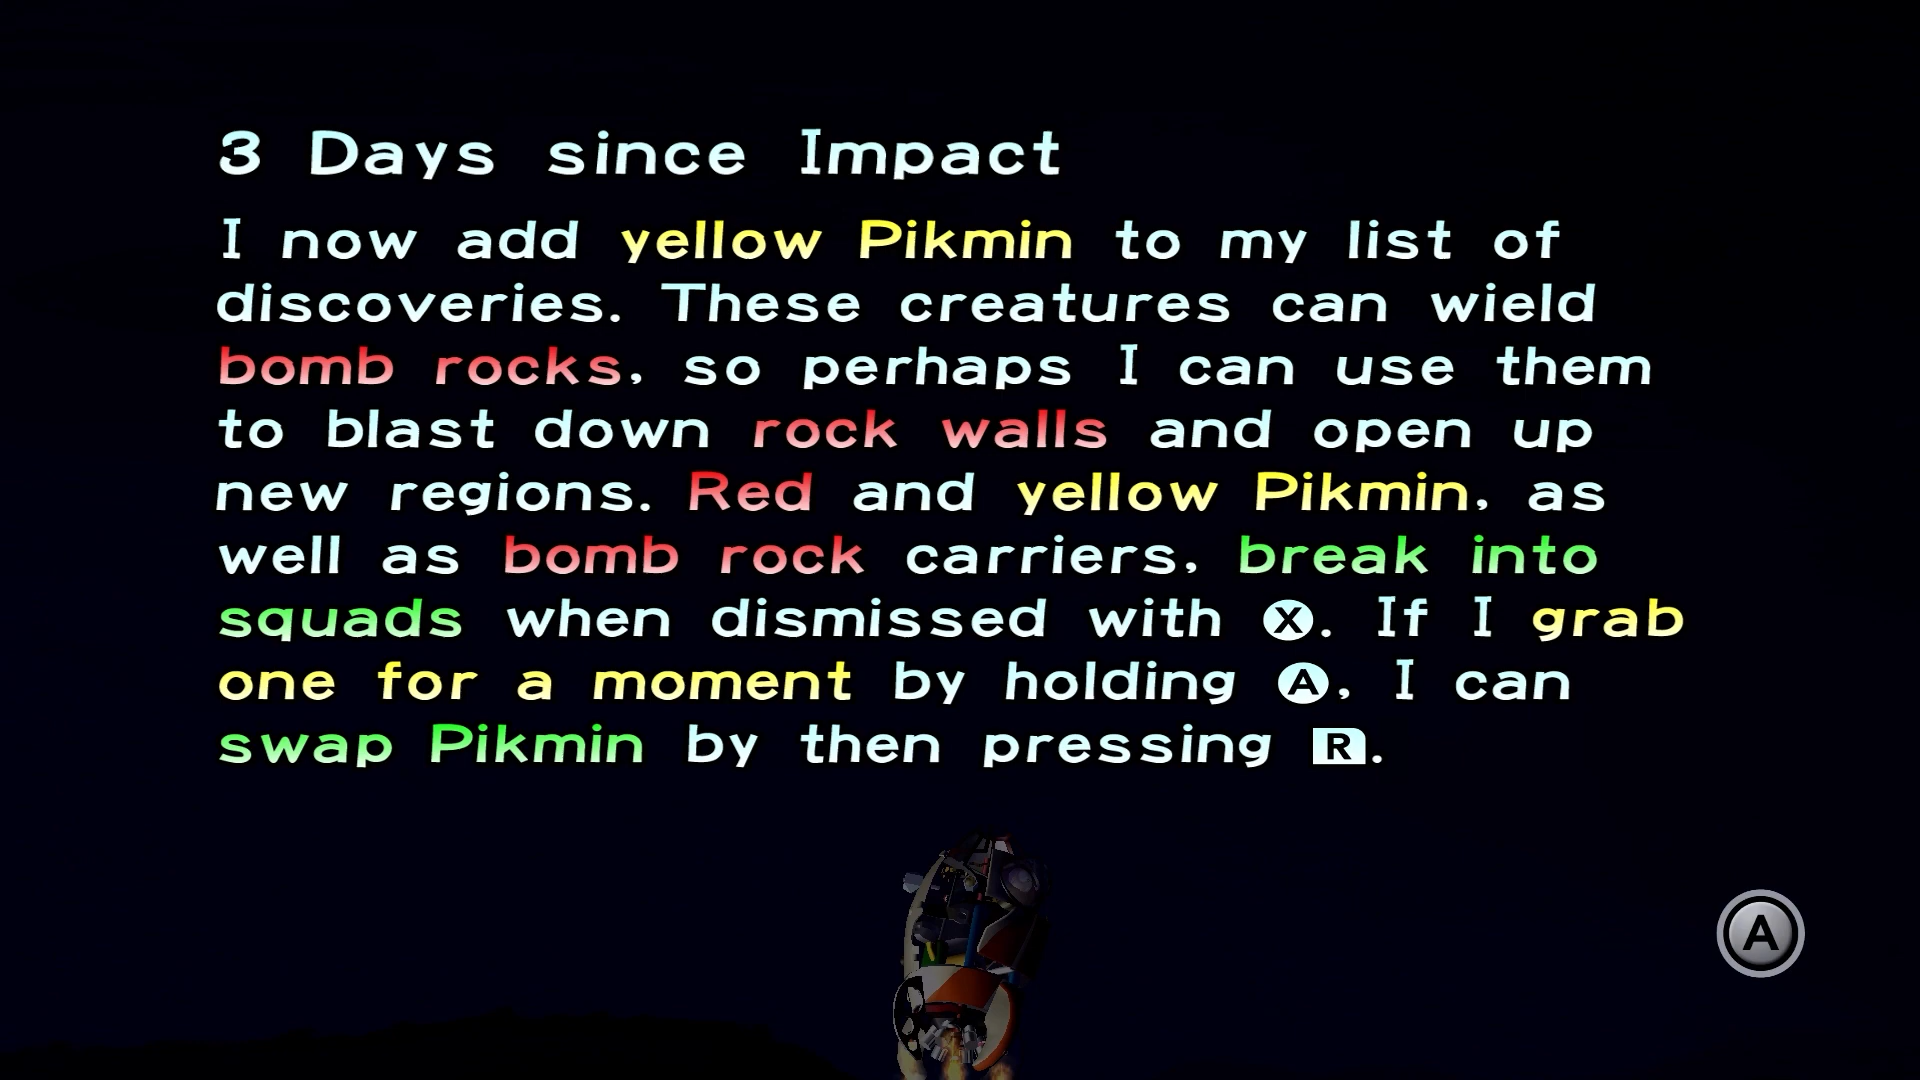 3 Days since Impact
I now add yellow Pikmin to my list of
discoveries. These creatures can wield
bomb rocks, so perhaps I can use them
to blast down rock walls and open up
new regions. Red and yellow Pikmin, as
well as bomb rock carriers, break into
squads when dismissed with X. If I grab
one for a moment by holding A, I can
swap Pikmin by then pressing R.
A